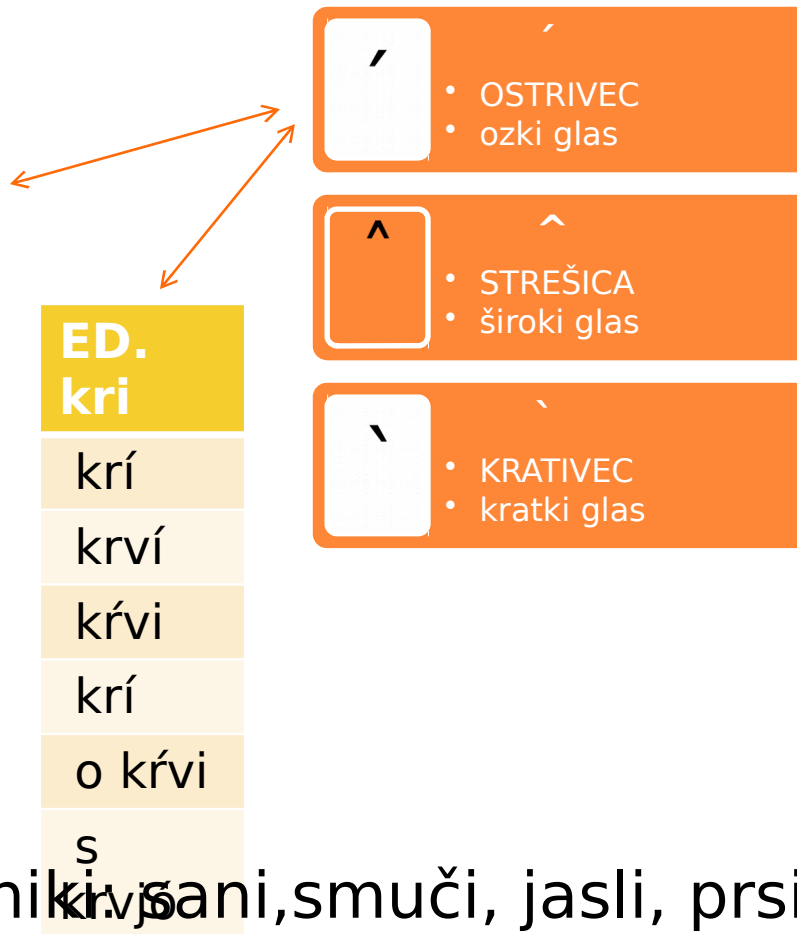 ´ ´
• OSTRIVEC
• ozki glas
^ ^
• STREŠICA
• široki glas
` `
• KRATIVEC
• kratki glas
ED.
kri
krí
krví
kŕvi
krí
o kŕvi
s
krvjó
niki: sani,smuči, jasli, prsi